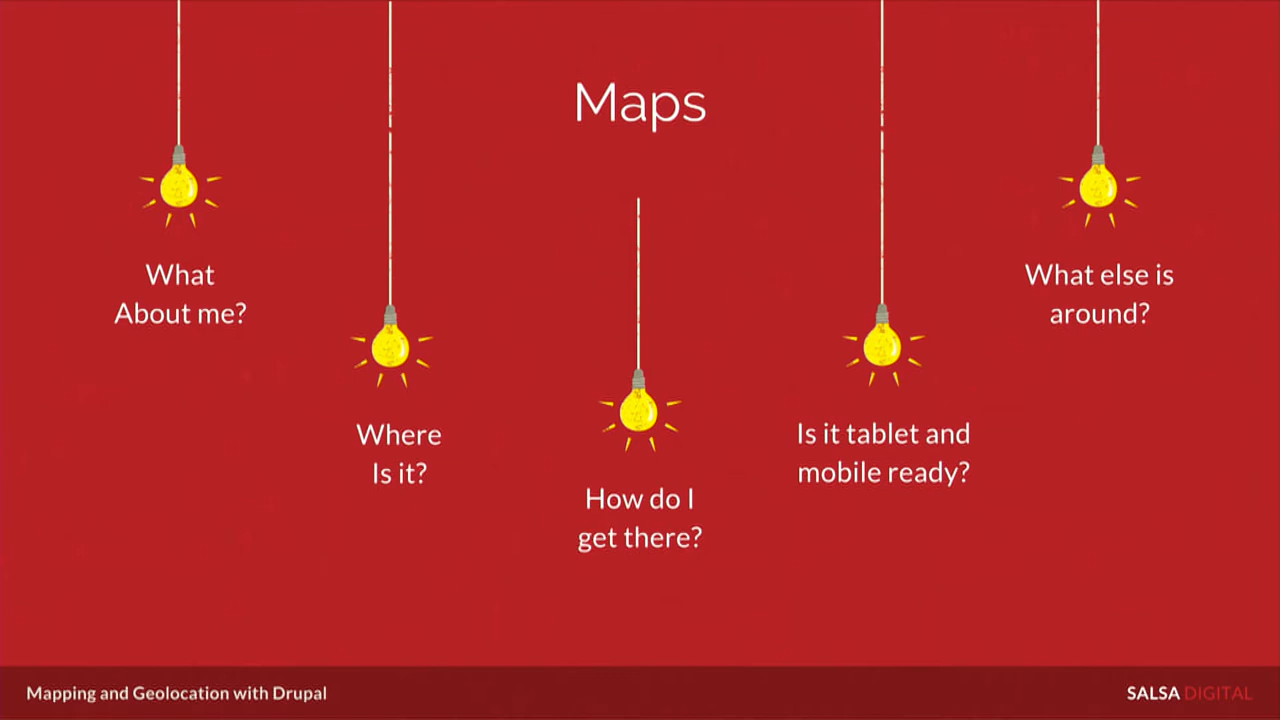 Maps
What
About me?
Where
Is it?
How do I
get there?
Is it tablet and
mobile ready?
What else is
around?
Mapping and Geolocation with Drupal
SALSA DIGITAL